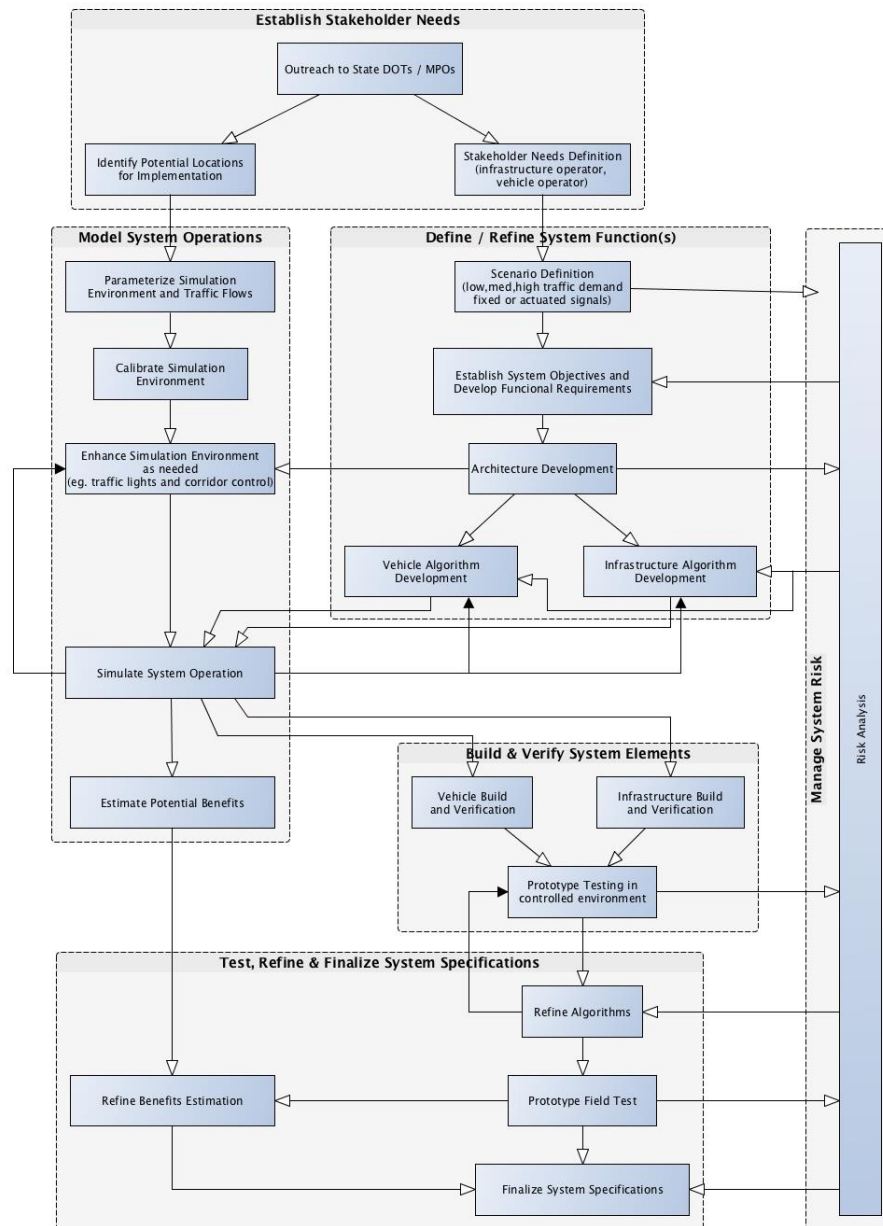 Establish Stakeholder Needs
Outreach to State DOTs / MPOs
Identify Potential Locations
for Implementation
Stakeholder Needs Definition
(infrastructure operator,
vehicle operator)
Model System Operations
Define / Refine System Function(s)
Parameterize Simulation
Environment and Traffic Flows
Scenario Definition
(low,med,high traffic demand
fixed or actuated signals)
Calibrate Simulation
Environment
Establish System Objectives and
Develop Funcional Requirements
Enhance Simulation Environment
as needed
(eg. traffic lights and corridor control)
Architecture Development
Vehicle Algorithm
Development
Infrastructure Algorithm
Development
Simulate System Operation
Manage System Risk
Risk Analysis
Build & Verify System Elements
Estimate Potential Benefits
Vehicle Build
and Verification
Infrastructure Build
and Verification
Prototype Testing in
controlled environment
Test, Refine & Finalize System Specifications
Refine Algorithms
Refine Benefits Estimation
Prototype Field Test
Finalize System Specifications